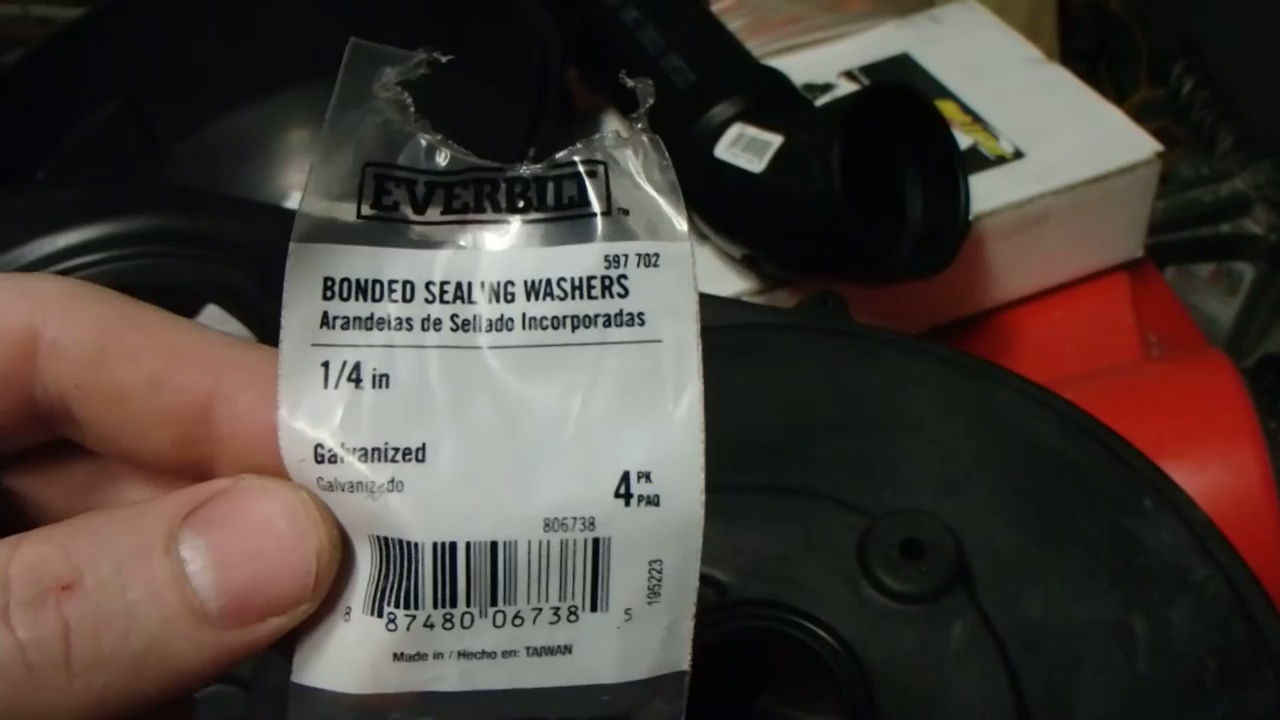 EVERBILT™
597 702
BONDED SEALING WASHERS
Arandelas de Sellado Incorporadas
1/4 in
Galvanized
Galvanizado
4 PK
PAQ
806738
195223
8 87480 06738 5
Made in / Hecho en: TAIWAN